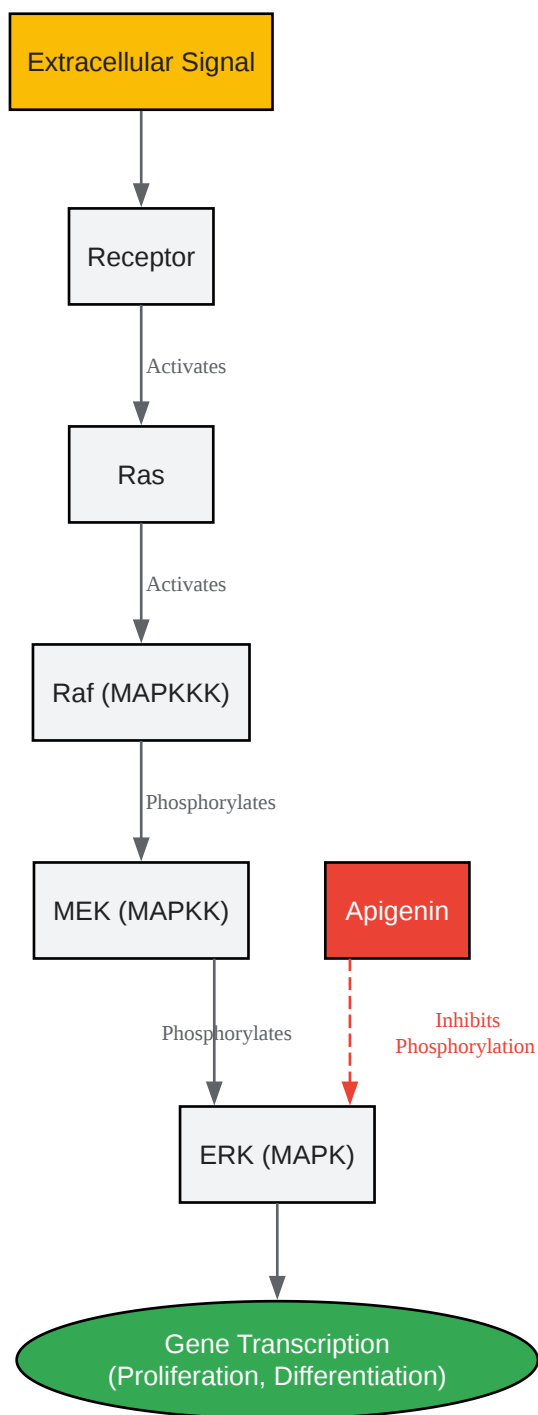 Extracellular Signal
Receptor
Activates
Ras
Activates
Raf (MAPKKK)
Phosphorylates
MEK (MAPKK)
Apigenin
Phosphorylates
Inhibits
Phosphorylation
ERK (MAPK)
Gene Transcription
(Proliferation, Differentiation)